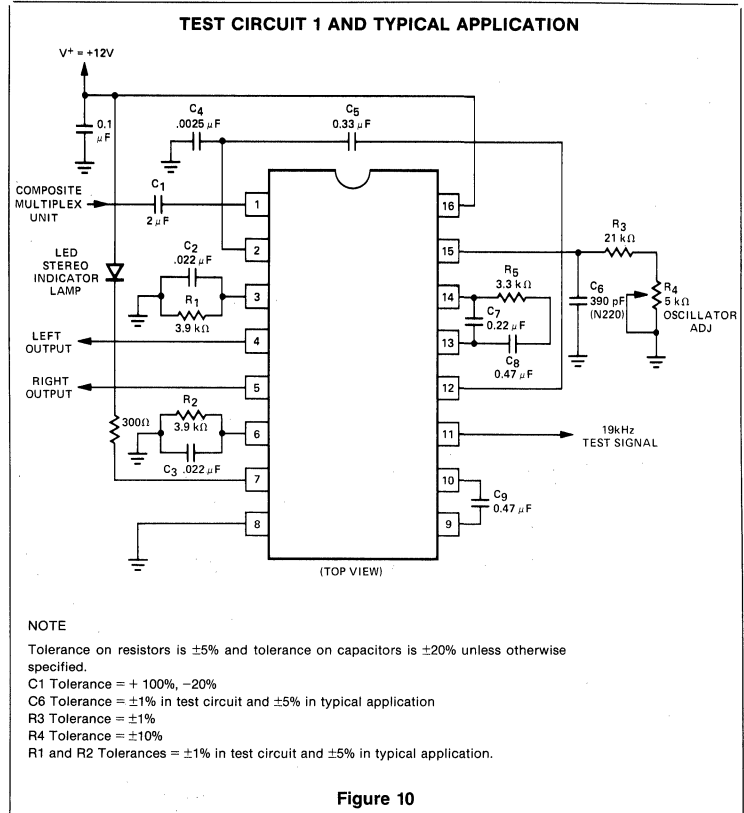 TEST CIRCUIT 1 AND TYPICAL APPLICATION
V+ = +12V
0.1
μF
C4
.0025 μF
C5
0.33 μF
COMPOSITE
MULTIPLEX
UNIT
C1
2 μF
LED
STEREO
INDICATOR
LAMP
C2
.022 μF
R1
3.9 kΩ
LEFT
OUTPUT
RIGHT
OUTPUT
300Ω
R2
3.9 kΩ
C3 .022 μF
1
2
3
4
5
6
7
8
16
15
14
13
12
11
10
9
R3
21 kΩ
R5
3.3 kΩ
C7
0.22 μF
C8
0.47 μF
C6
390 pF
(N220)
R4
5 kΩ
OSCILLATOR
ADJ
19kHz
TEST SIGNAL
C9
0.47 μF
(TOP VIEW)
NOTE
Tolerance on resistors is ±5% and tolerance on capacitors is ±20% unless otherwise
specified.
C1 Tolerance = + 100%, −20%
C6 Tolerance = ±1% in test circuit and ±5% in typical application
R3 Tolerance = ±1%
R4 Tolerance = ±10%
R1 and R2 Tolerances = ±1% in test circuit and ±5% in typical application.
Figure 10